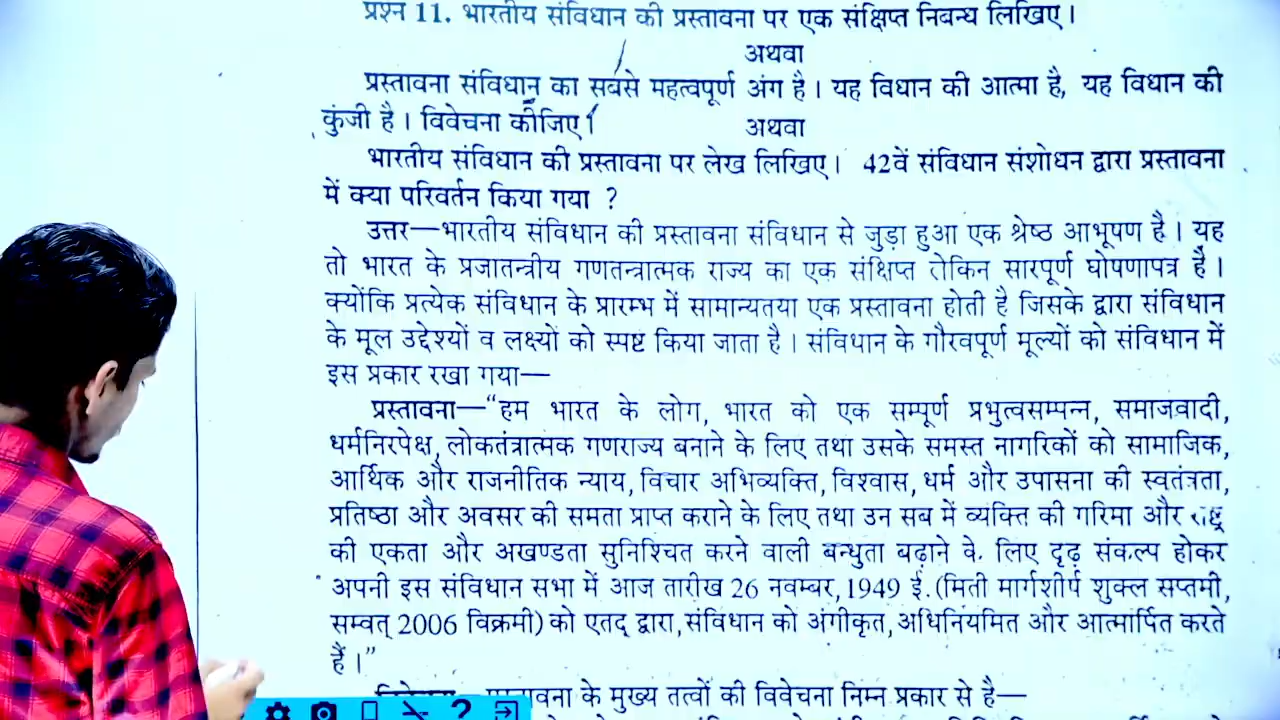 प्रश्न 11. भारतीय संविधान की प्रस्तावना पर एक संक्षिप्त निबन्ध लिखिए।
अथवा
प्रस्तावना संविधान का सबसे महत्वपूर्ण अंग है। यह विधान की आत्मा है, यह विधान की
कुंजी है। विवेचना कीजिए।
अथवा
भारतीय संविधान की प्रस्तावना पर लेख लिखिए। 42वें संविधान संशोधन द्वारा प्रस्तावना
में क्या परिवर्तन किया गया ?
उत्तर—भारतीय संविधान की प्रस्तावना संविधान से जुड़ा हुआ एक श्रेष्ठ आभूषण है। यह
तो भारत के प्रजातन्त्रीय गणतन्त्रात्मक राज्य का एक संक्षिप्त लेकिन सारपूर्ण घोषणापत्र है।
क्योंकि प्रत्येक संविधान के प्रारम्भ में सामान्यतया एक प्रस्तावना होती है जिसके द्वारा संविधान
के मूल उद्देश्यों व लक्ष्यों को स्पष्ट किया जाता है। संविधान के गौरवपूर्ण मूल्यों को संविधान में
इस प्रकार रखा गया—
प्रस्तावना—“हम भारत के लोग, भारत को एक सम्पूर्ण प्रभुत्वसम्पन्न, समाजवादी,
धर्मनिरपेक्ष, लोकतंत्रात्मक गणराज्य बनाने के लिए तथा उसके समस्त नागरिकों को सामाजिक,
आर्थिक और राजनीतिक न्याय, विचार अभिव्यक्ति, विश्वास, धर्म और उपासना की स्वतंत्रता,
प्रतिष्ठा और अवसर की समता प्राप्त कराने के लिए तथा उन सब में व्यक्ति की गरिमा और राष्ट्र
की एकता और अखण्डता सुनिश्चित करने वाली बन्धुता बढ़ाने के लिए दृढ़ संकल्प होकर
अपनी इस संविधान सभा में आज तारीख 26 नवम्बर, 1949 ई. (मिती मार्गशीर्ष शुक्ल सप्तमी,
सम्वत् 2006 विक्रमी) को एतद् द्वारा, संविधान को अंगीकृत, अधिनियमित और आत्मार्पित करते
हैं।”
के मुख्य तत्वों की विवेचना निम्न प्रकार से है—